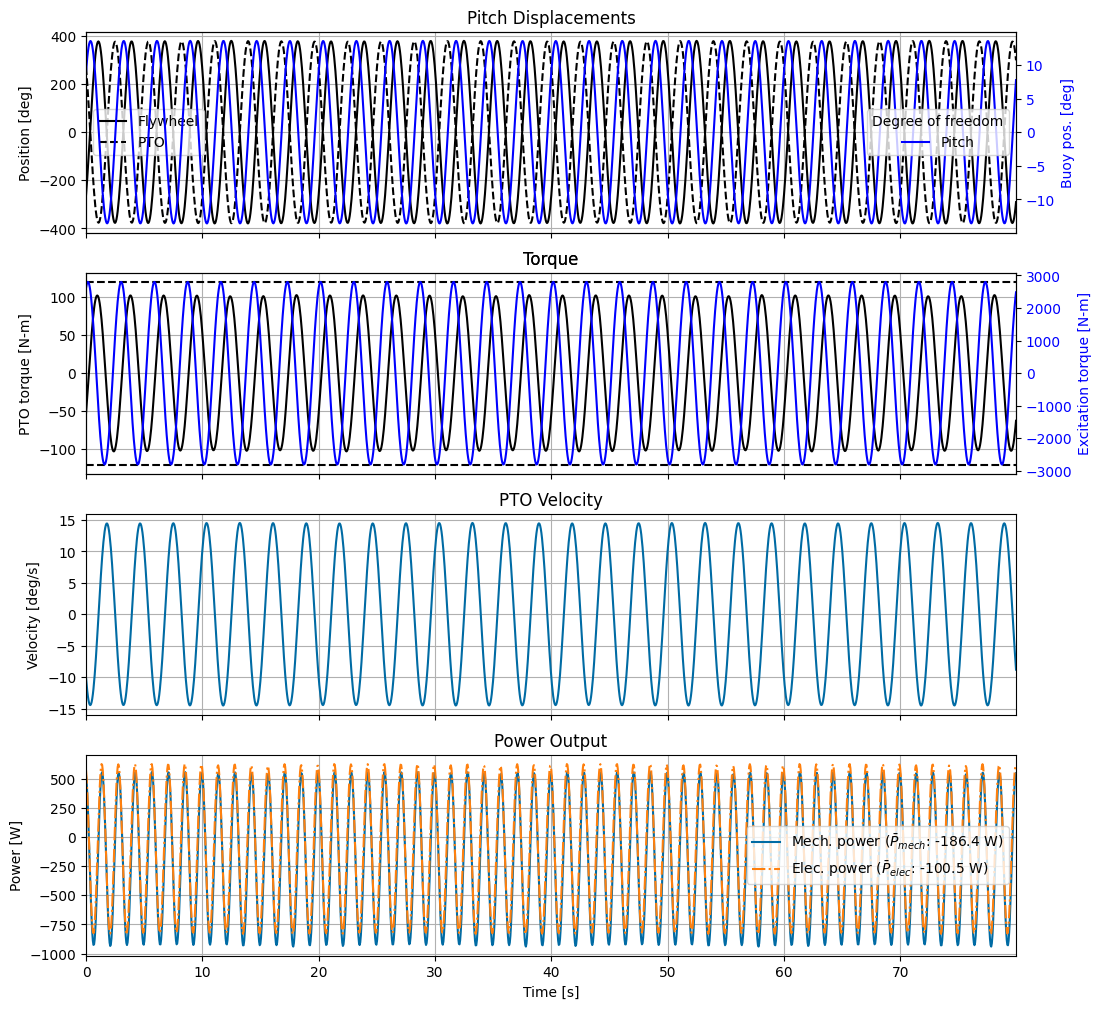 Pitch Displacements
400
200
0
−200
−400
Position [deg]
Flywheel
PTO
Degree of freedom
Pitch
10
5
0
−5
−10
Buoy pos. [deg]
Torque
100
50
0
−50
−100
PTO torque [N-m]
3000
2000
1000
0
−1000
−2000
−3000
Excitation torque [N-m]
PTO Velocity
15
10
5
0
−5
−10
−15
Velocity [deg/s]
Power Output
500
250
0
−250
−500
−750
−1000
Power [W]
Mech. power (P̄mech: -186.4 W)
Elec. power (P̄elec: -100.5 W)
0 10 20 30 40 50 60 70
Time [s]